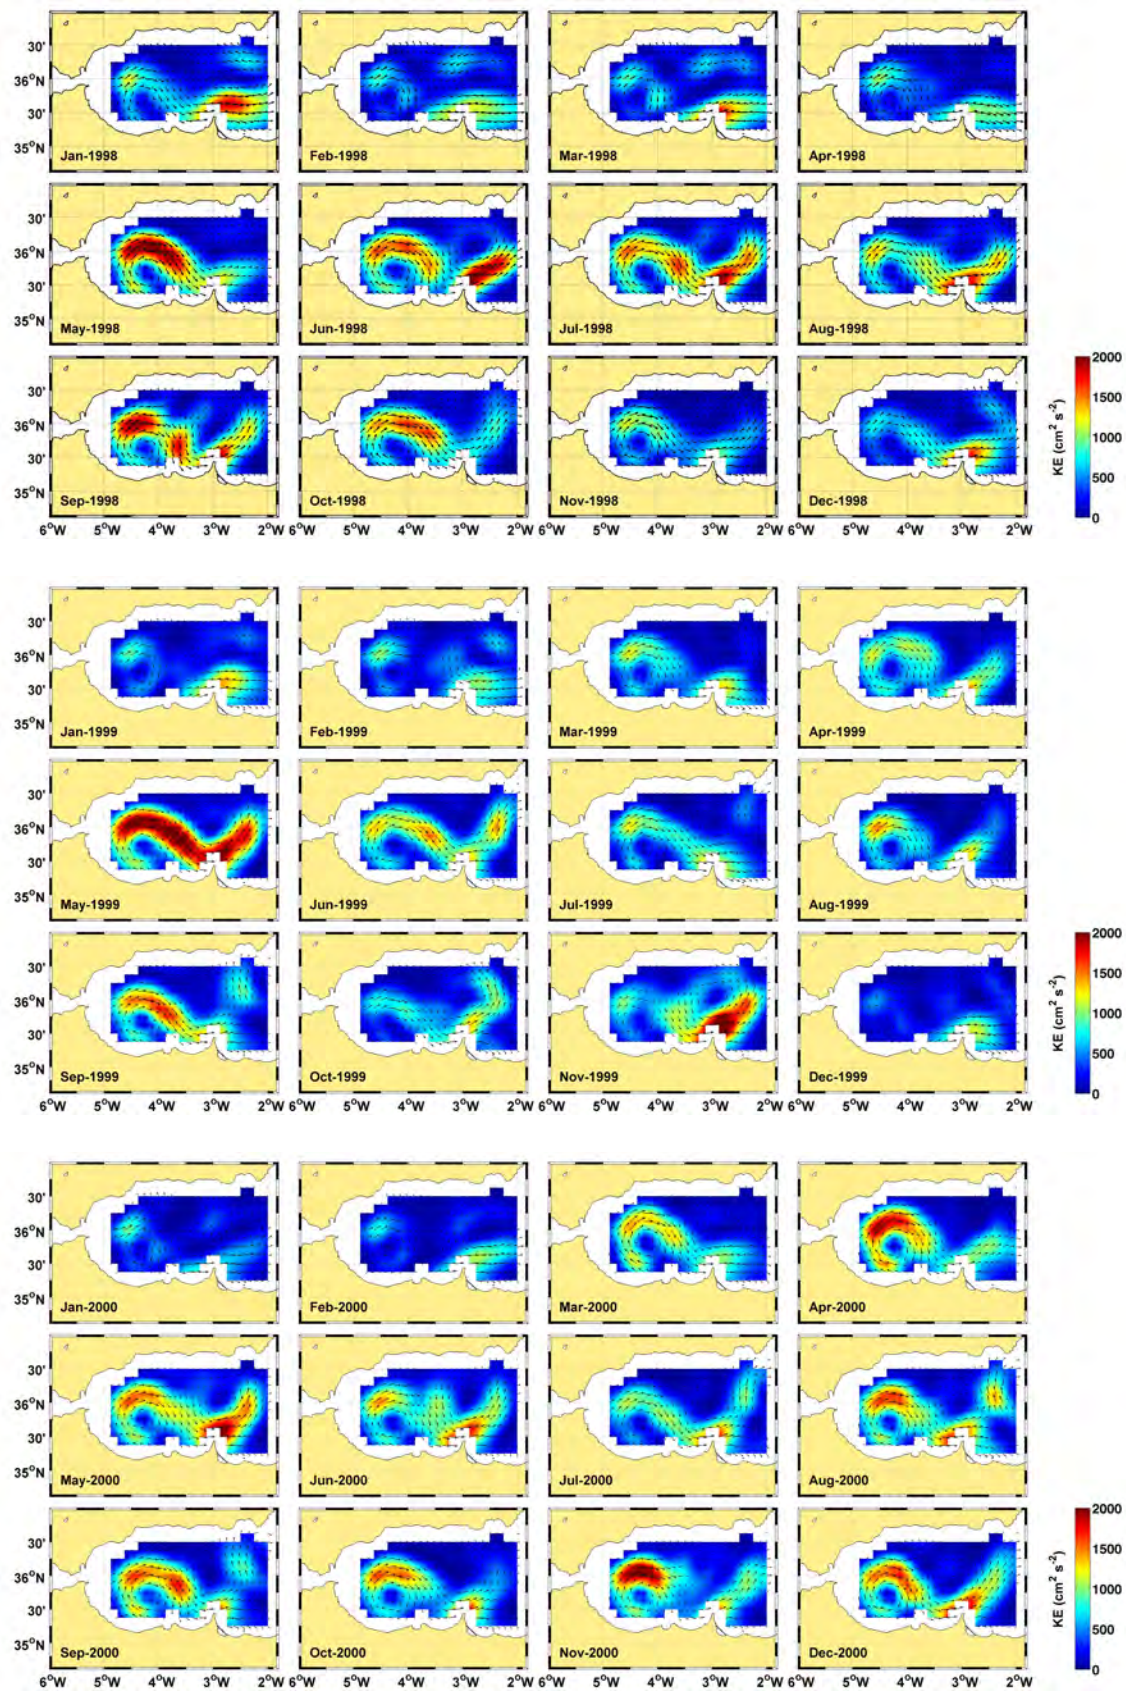 30'
36°N
30'
35°N
Jan-1998
Feb-1998
Mar-1998
Apr-1998
30'
36°N
30'
35°N
May-1998
Jun-1998
Jul-1998
Aug-1998
30'
36°N
30'
35°N
Sep-1998
Oct-1998
Nov-1998
Dec-1998
6°W 5°W 4°W 3°W 2°W
6°W 5°W 4°W 3°W 2°W
6°W 5°W 4°W 3°W 2°W
6°W 5°W 4°W 3°W 2°W
2000
1500
1000
500
0
KE (cm² s⁻²)
30'
36°N
30'
35°N
Jan-1999
Feb-1999
Mar-1999
Apr-1999
30'
36°N
30'
35°N
May-1999
Jun-1999
Jul-1999
Aug-1999
30'
36°N
30'
35°N
Sep-1999
Oct-1999
Nov-1999
Dec-1999
6°W 5°W 4°W 3°W 2°W
6°W 5°W 4°W 3°W 2°W
6°W 5°W 4°W 3°W 2°W
6°W 5°W 4°W 3°W 2°W
2000
1500
1000
500
0
KE (cm² s⁻²)
30'
36°N
30'
35°N
Jan-2000
Feb-2000
Mar-2000
Apr-2000
30'
36°N
30'
35°N
May-2000
Jun-2000
Jul-2000
Aug-2000
30'
36°N
30'
35°N
Sep-2000
Oct-2000
Nov-2000
Dec-2000
6°W 5°W 4°W 3°W 2°W
6°W 5°W 4°W 3°W 2°W
6°W 5°W 4°W 3°W 2°W
6°W 5°W 4°W 3°W 2°W
2000
1500
1000
500
0
KE (cm² s⁻²)